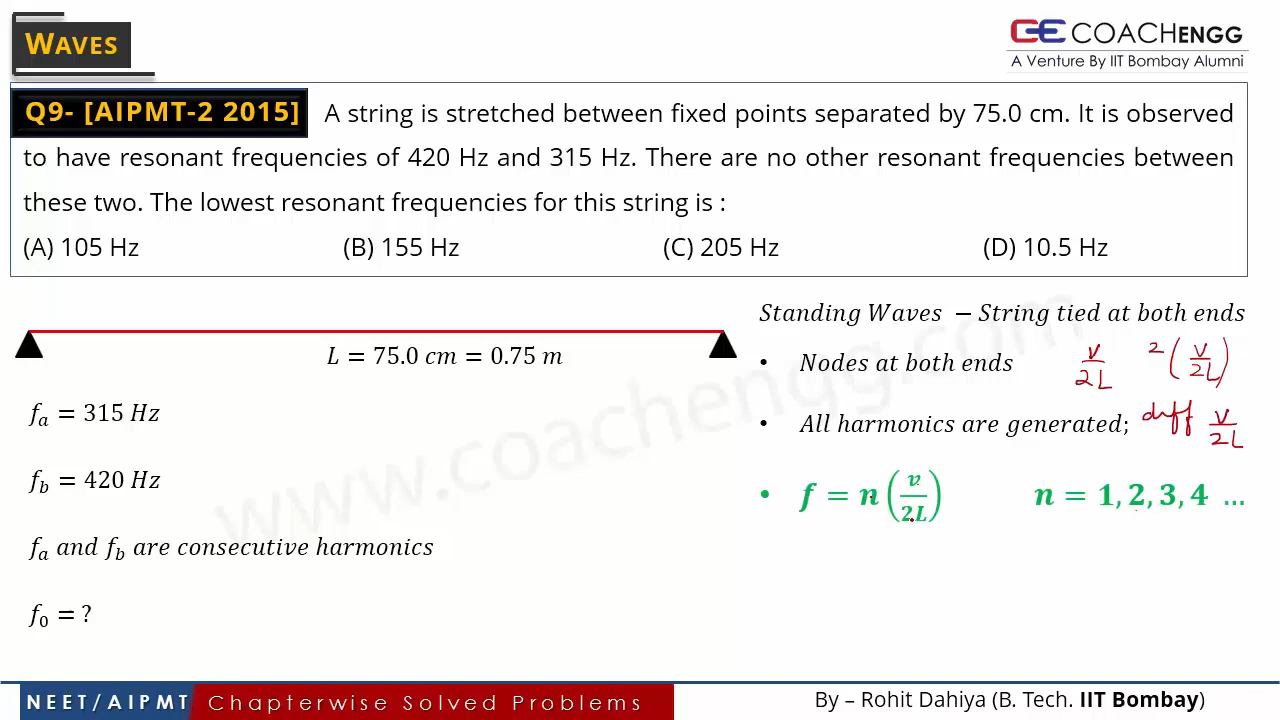 WAVES
CE COACHENGG
A Venture By IIT Bombay Alumni
Q9- [AIPMT-2 2015] A string is stretched between fixed points separated by 75.0 cm. It is observed
to have resonant frequencies of 420 Hz and 315 Hz. There are no other resonant frequencies between
these two. The lowest resonant frequencies for this string is :
(A) 105 Hz (B) 155 Hz (C) 205 Hz (D) 10.5 Hz
www.coachengg.com
Standing Waves − String tied at both ends
L = 75.0 cm = 0.75 m
• Nodes at both ends v/2L 2(v/2L)
fa = 315 Hz
• All harmonics are generated; diff v/2L
fb = 420 Hz
• f = n(v/2L) n = 1, 2, 3, 4 ...
fa and fb are consecutive harmonics
f0 = ?
NEET/AIPMT Chapterwise Solved Problems
By – Rohit Dahiya (B. Tech. IIT Bombay)